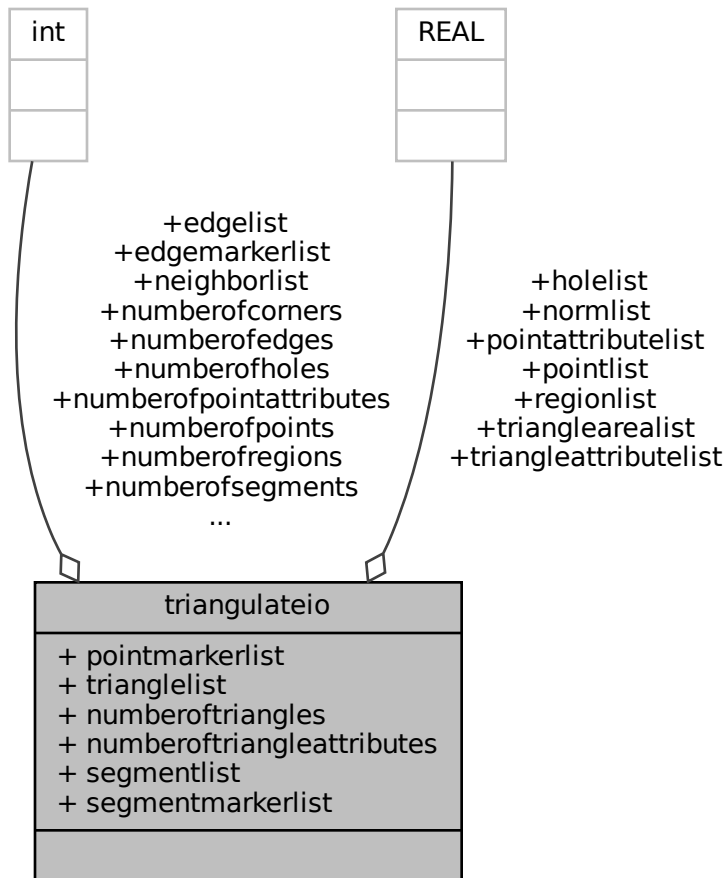 int
REAL
+edgelist
+edgemarkerlist
+neighborlist
+numberofcorners
+numberofedges
+numberofholes
+numberofpointattributes
+numberofpoints
+numberofregions
+numberofsegments
...
+holelist
+normlist
+pointattributelist
+pointlist
+regionlist
+trianglearealist
+triangleattributelist
triangulateio
+ pointmarkerlist
+ trianglelist
+ numberoftriangles
+ numberoftriangleattributes
+ segmentlist
+ segmentmarkerlist